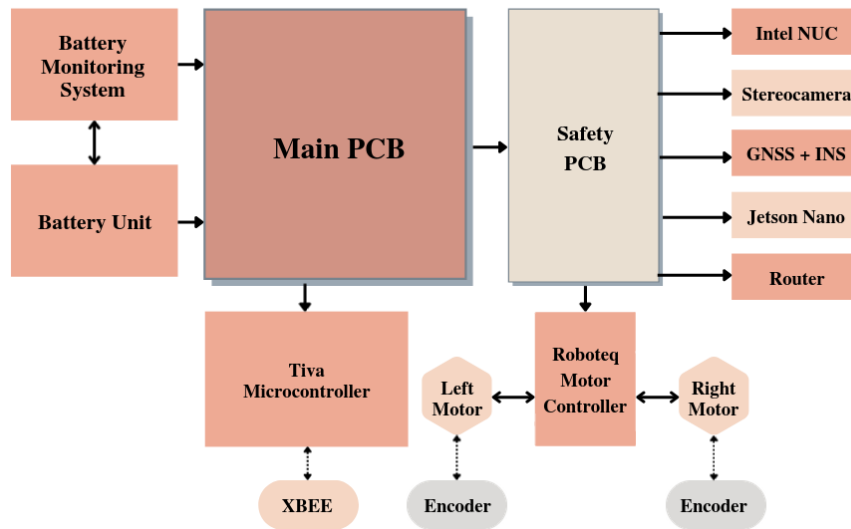 Battery
Monitoring
System
Battery Unit
Main PCB
Safety
PCB
Intel NUC
Stereocamera
GNSS + INS
Jetson Nano
Router
Tiva
Microcontroller
XBEE
Left
Motor
Roboteq
Motor
Controller
Right
Motor
Encoder
Encoder